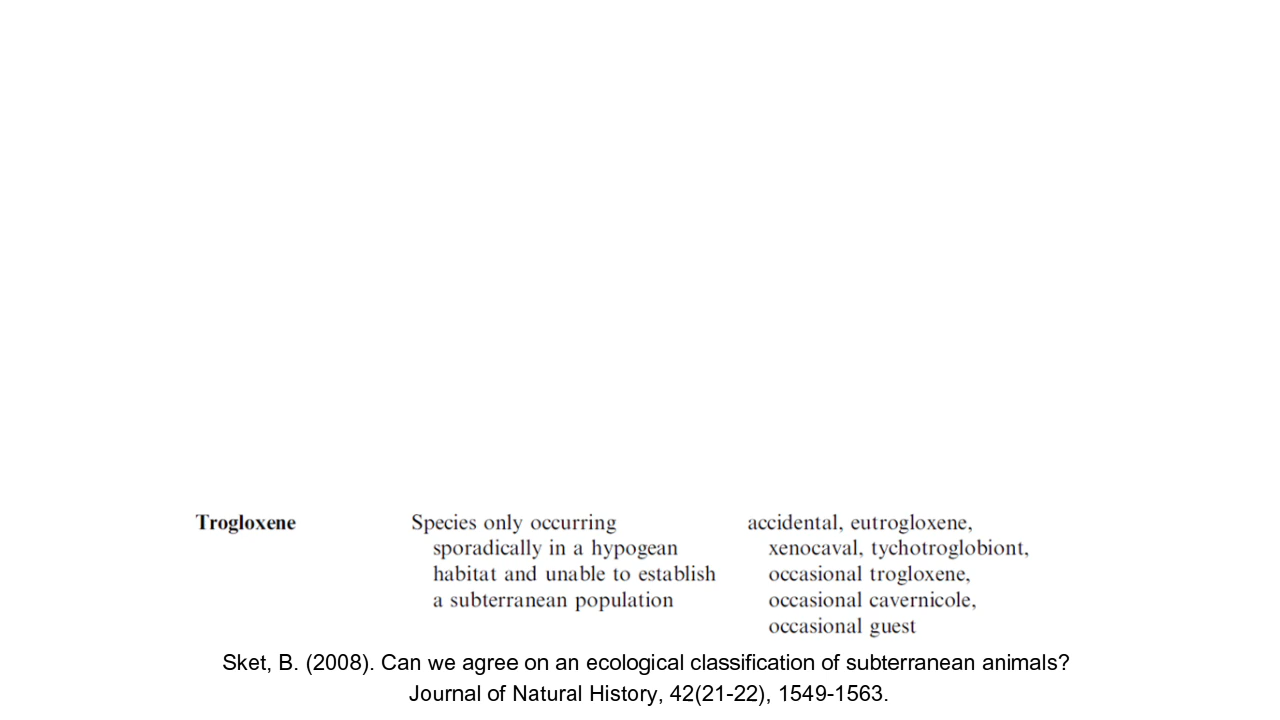 Trogloxene
Species only occurring
sporadically in a hypogean
habitat and unable to establish
a subterranean population
accidental, eutrogloxene,
xenocaval, tychotroglobiont,
occasional trogloxene,
occasional cavernicole,
occasional guest
Sket, B. (2008). Can we agree on an ecological classification of subterranean animals?
Journal of Natural History, 42(21-22), 1549-1563.